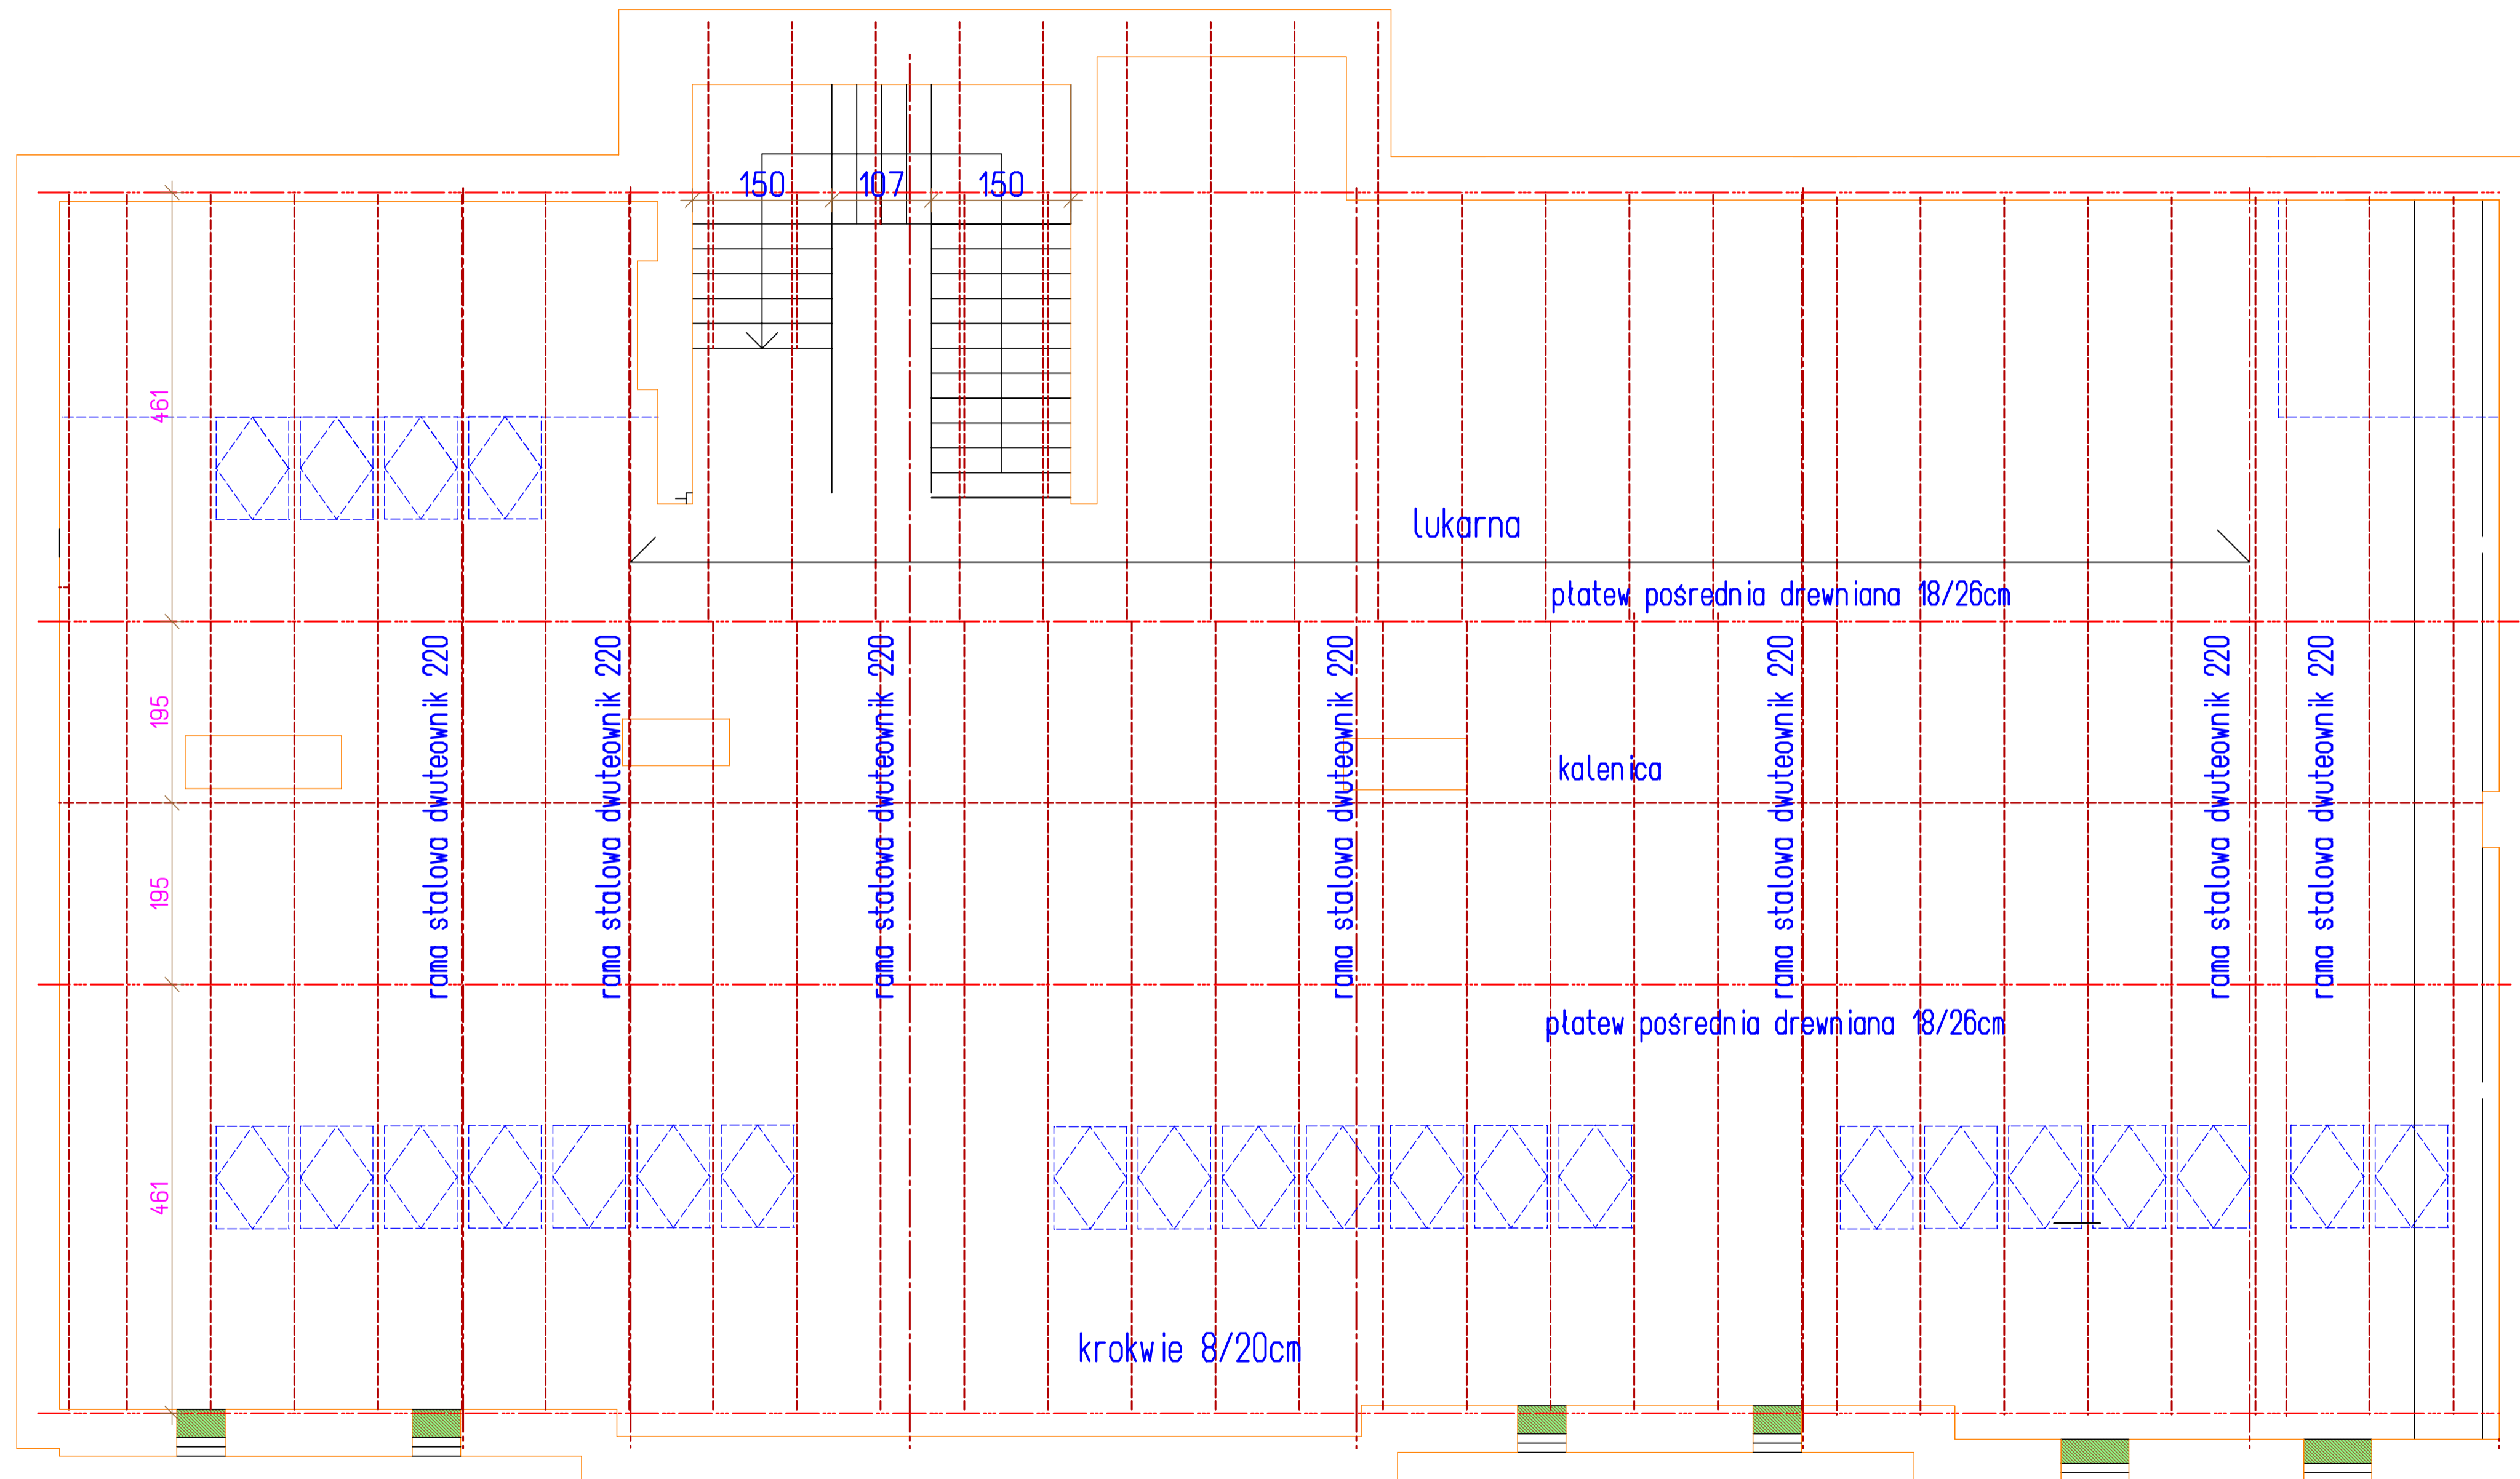 150 107 150
461
lukarna
płatew pośrednia drewniana 18/26cm
195
rama stalowa dwuteownik 220
rama stalowa dwuteownik 220
rama stalowa dwuteownik 220
rama stalowa dwuteownik 220
rama stalowa dwuteownik 220
rama stalowa dwuteownik 220
rama stalowa dwuteownik 220
kalenica
195
płatew pośrednia drewniana 18/26cm
461
krokwie 8/20cm